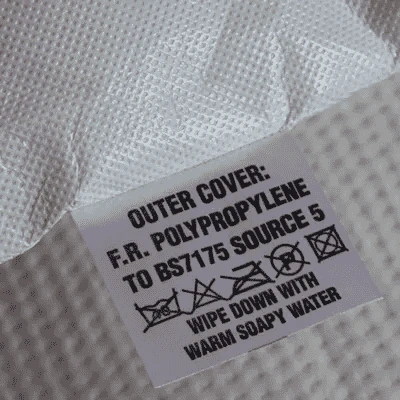 OUTER COVER:
F.R. POLYPROPYLENE
TO BS7175 SOURCE 5
WIPE DOWN WITH
WARM SOAPY WATER